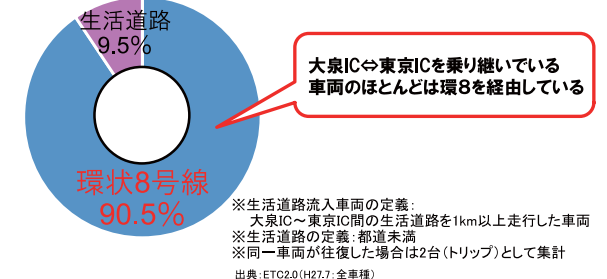 生活道路
9.5%
大泉IC⇔東京ICを乗り継いでいる
車両のほとんどは環8を経由している
環状8号線
90.5%
※生活道路流入車両の定義：
大泉IC～東京IC間の生活道路を1km以上走行した車両
※生活道路の定義：都道未満
※同一車両が往復した場合は2台（トリップ）として集計
出典：ETC2.0（H27.7：全車種）